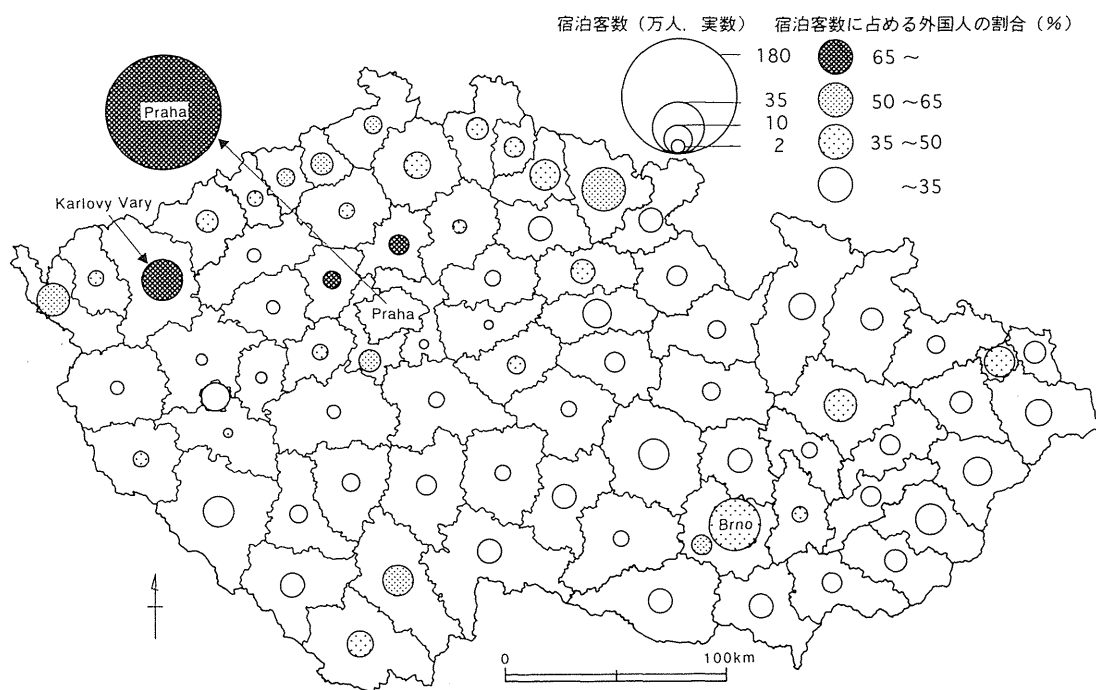 宿泊客数（万人，実数）
180
35
10
2
宿泊客数に占める外国人の割合（％）
65～
50～65
35～50
～35
Praha
Karlovy Vary
Praha
Brno
0
100km